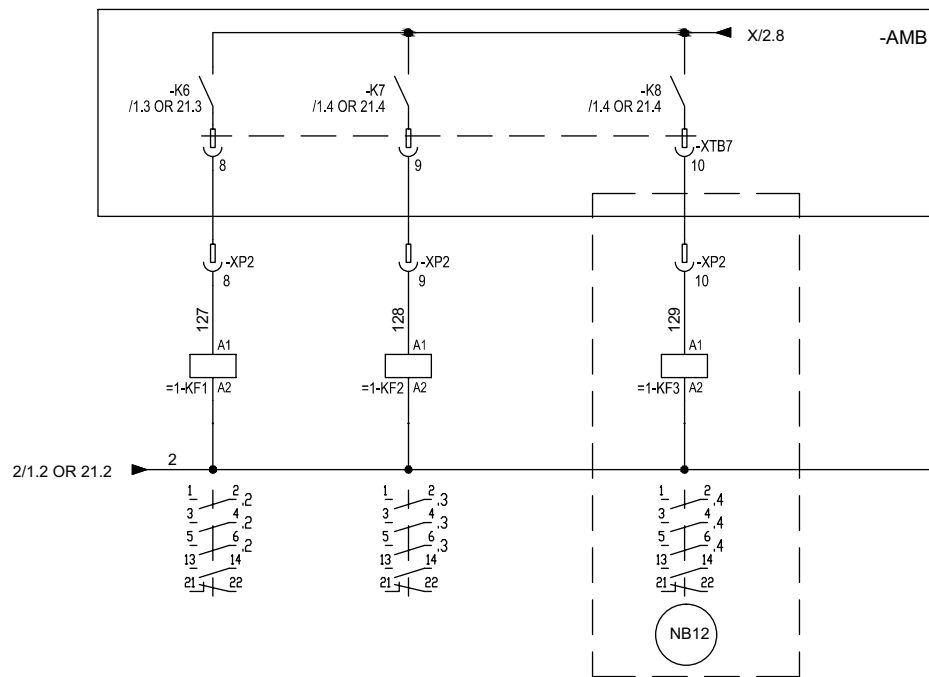 X/2.8
-AMB
-K6
/1.3 OR 21.3
-K7
/1.4 OR 21.4
-K8
/1.4 OR 21.4
8
9
-XTB7
10
-XP2
8
-XP2
9
-XP2
10
127
128
129
A1
=1-KF1 A2
A1
=1-KF2 A2
A1
=1-KF3 A2
2/1.2 OR 21.2
2
1 2 .2
3 4 .2
5 6 .2
13 14
21 22
1 2 .3
3 4 .3
5 6 .3
13 14
21 22
1 2 .4
3 4 .4
5 6 .4
13 14
21 22
NB12